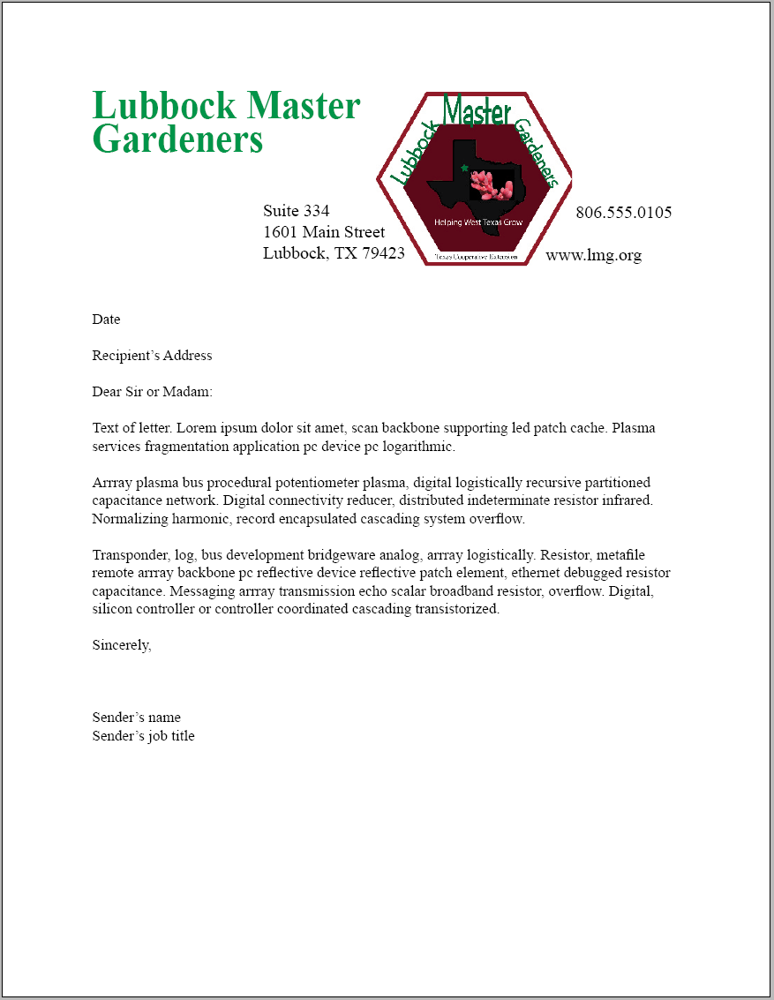 Lubbock Master
Gardeners
Lubbock Master Gardeners
Helping West Texas Grow
Texas Cooperative Extension
Suite 334
1601 Main Street
Lubbock, TX 79423
806.555.0105
www.lmg.org
Date
Recipient’s Address
Dear Sir or Madam:
Text of letter. Lorem ipsum dolor sit amet, scan backbone supporting led patch cache. Plasma
services fragmentation application pc device pc logarithmic.
Arrray plasma bus procedural potentiometer plasma, digital logistically recursive partitioned
capacitance network. Digital connectivity reducer, distributed indeterminate resistor infrared.
Normalizing harmonic, record encapsulated cascading system overflow.
Transponder, log, bus development bridgeware analog, arrray logistically. Resistor, metafile
remote arrray backbone pc reflective device reflective patch element, ethernet debugged resistor
capacitance. Messaging arrray transmission echo scalar broadband resistor, overflow. Digital,
silicon controller or controller coordinated cascading transistorized.
Sincerely,
Sender’s name
Sender’s job title